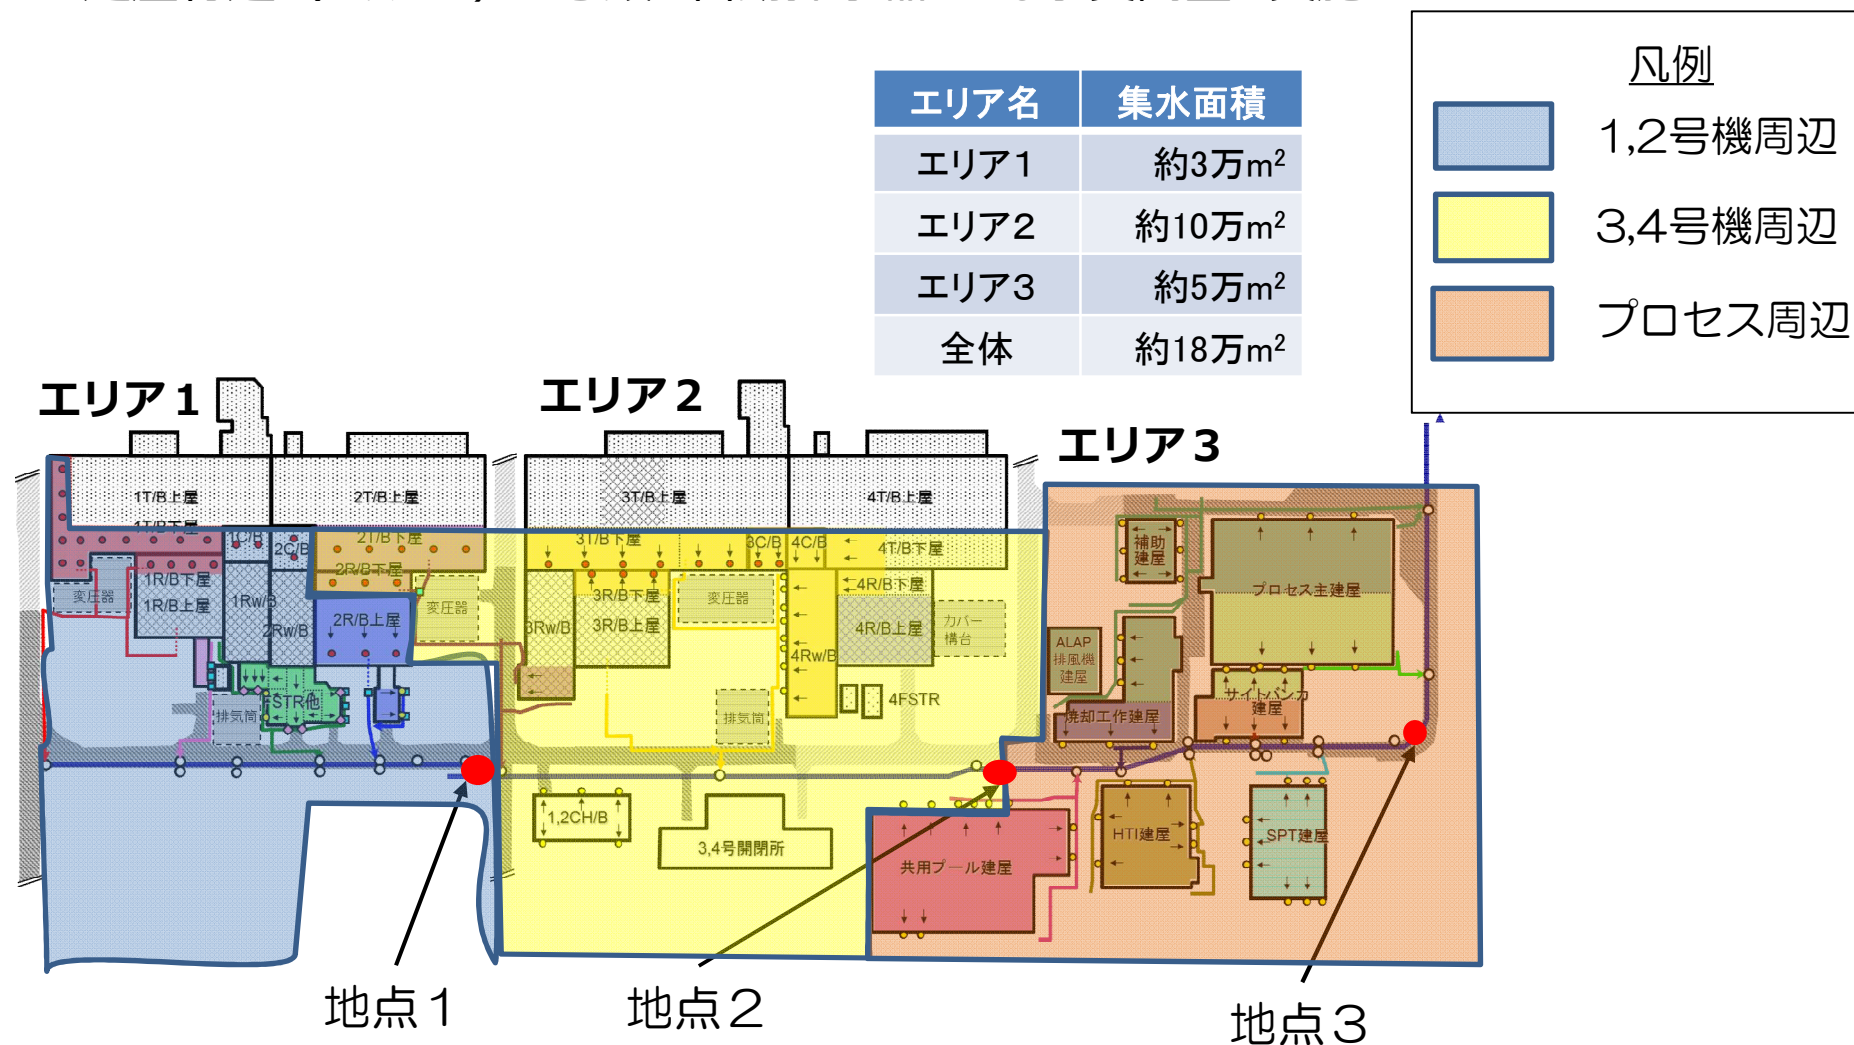 凡例
1,2号機周辺
3,4号機周辺
プロセス周辺
エリア名 集水面積
エリア1 約3万m²
エリア2 約10万m²
エリア3 約5万m²
全体 約18万m²
エリア1
エリア2
エリア3
1T/B上屋
2T/B上屋
3T/B上屋
4T/B上屋
1T/B下屋
1C/B
2C/B
2T/B下屋
3T/B下屋
3C/B
4C/B
4T/B下屋
補助
建屋
プロセス主建屋
1R/B下屋
2R/B下屋
3R/B下屋
4R/B下屋
変圧器
1R/B上屋
1Rw/B
2R/B上屋
変圧器
3Rw/B
3R/B上屋
変圧器
4R/B上屋
カバー
構台
2Rw/B
4Rw/B
ALAP
排風機
建屋
排気筒
FSTR他
排気筒
4FSTR
焼却工作建屋
サイトバンカ
建屋
1,2CH/B
3,4号開閉所
共用プール建屋
HTI建屋
SPT建屋
地点1
地点2
地点3